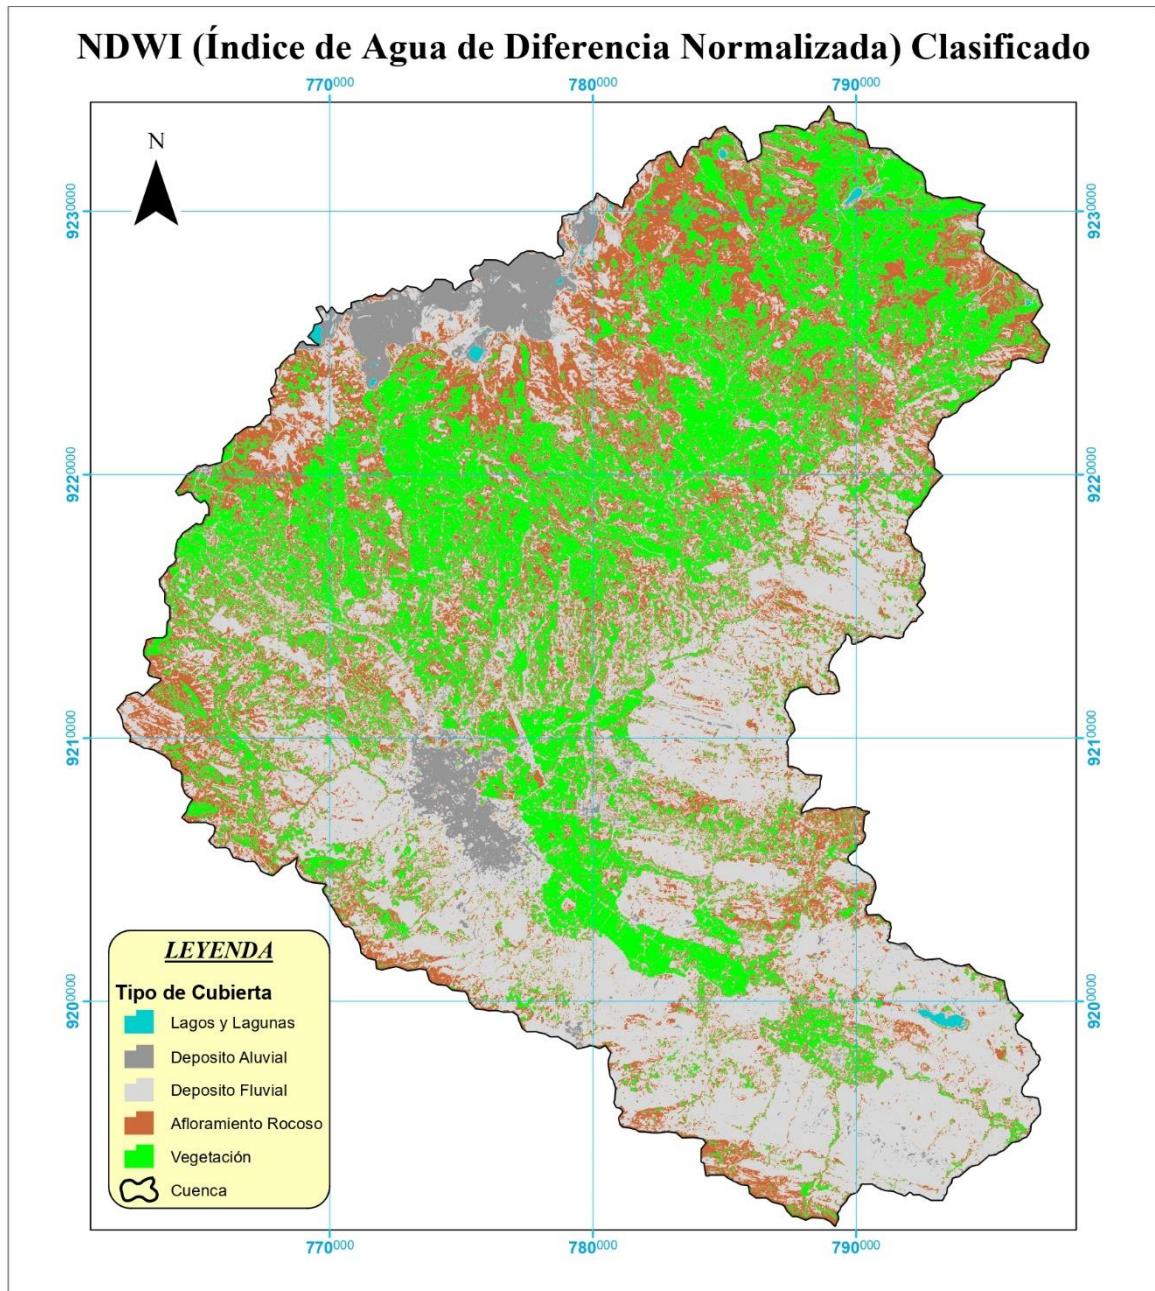 NDWI (Índice de Agua de Diferencia Normalizada) Clasificado
770000 780000 790000
N
9230000 9230000
9220000 9220000
9210000 9210000
9200000 9200000
LEYENDA
Tipo de Cubierta
Lagos y Lagunas
Deposito Aluvial
Deposito Fluvial
Afloramiento Rocoso
Vegetación
Cuenca
770000 780000 790000